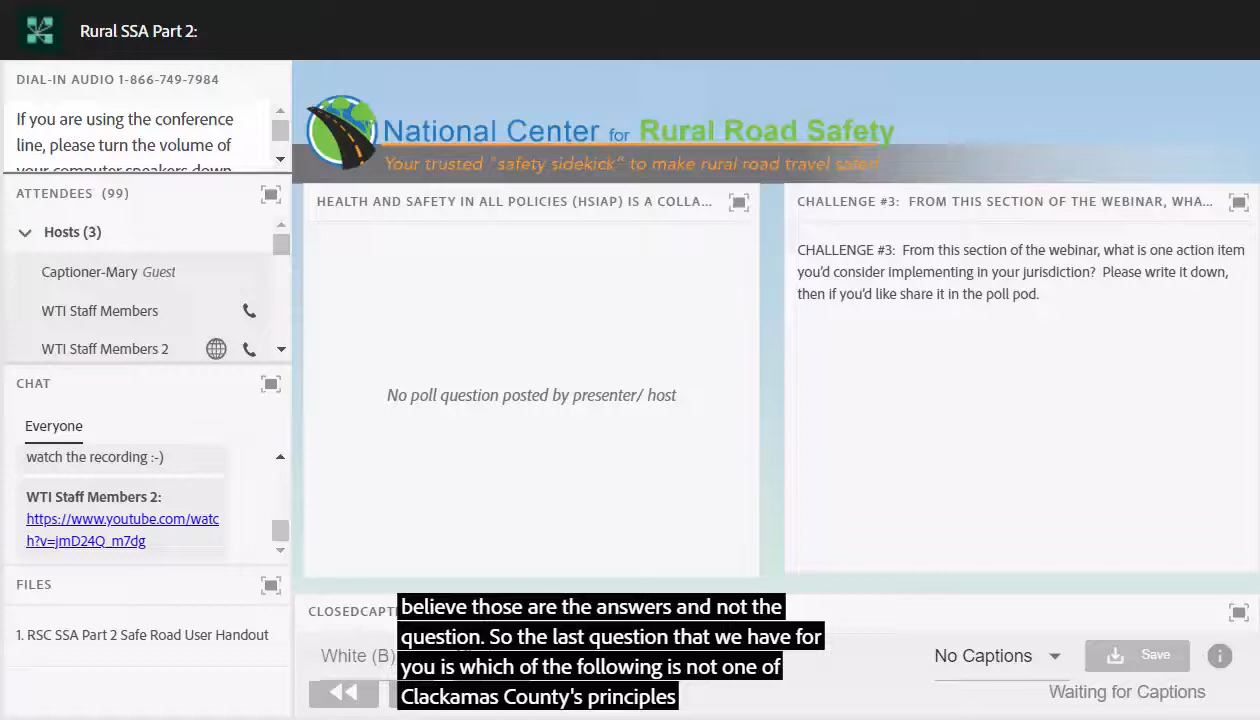 Rural SSA Part 2:
DIAL-IN AUDIO 1-866-749-7984
If you are using the conference
line, please turn the volume of
your computer speakers down
ATTENDEES (99)
Hosts (3)
Captioner-Mary Guest
WTI Staff Members
WTI Staff Members 2
CHAT
Everyone
watch the recording :-)
WTI Staff Members 2:
https://www.youtube.com/watc
h?v=jmD24Q_m7dg
FILES
1. RSC SSA Part 2 Safe Road User Handout
National Center for Rural Road Safety
Your trusted "safety sidekick" to make rural road travel safer!
HEALTH AND SAFETY IN ALL POLICIES (HSIAP) IS A COLLA...
No poll question posted by presenter/ host
CHALLENGE #3: FROM THIS SECTION OF THE WEBINAR, WHA...
CHALLENGE #3: From this section of the webinar, what is one action item
you'd consider implementing in your jurisdiction? Please write it down,
then if you'd like share it in the poll pod.
CLOSEDCAPT
White (B)
No Captions
Save
Waiting for Captions
believe those are the answers and not the
question. So the last question that we have for
you is which of the following is not one of
Clackamas County's principles